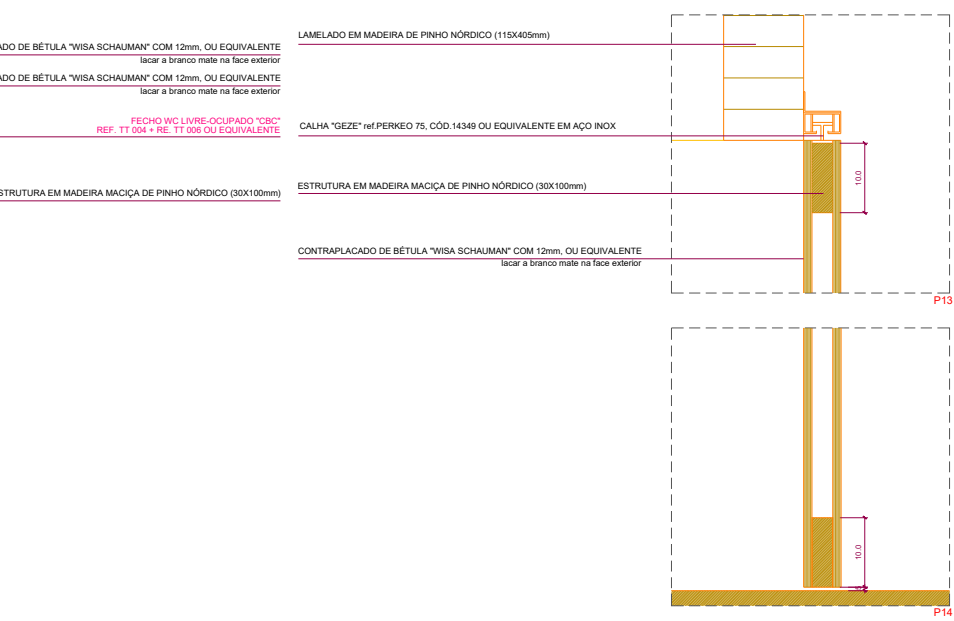 ADO DE BÉTULA "WISA SCHAUMAN" COM 12mm, OU EQUIVALENTE
lacar a branco mate na face exterior
ADO DE BÉTULA "WISA SCHAUMAN" COM 12mm, OU EQUIVALENTE
lacar a branco mate na face exterior
FECHO WC LIVRE-OCUPADO "CBC"
REF. TT 004 + RE. TT 006 OU EQUIVALENTE
STRUTURA EM MADEIRA MACIÇA DE PINHO NÓRDICO (30X100mm)
LAMELADO EM MADEIRA DE PINHO NÓRDICO (115X405mm)
CALHA "GEZE" ref.PERKEO 75, CÓD.14349 OU EQUIVALENTE EM AÇO INOX
ESTRUTURA EM MADEIRA MACIÇA DE PINHO NÓRDICO (30X100mm)
CONTRAPLACADO DE BÉTULA "WISA SCHAUMAN" COM 12mm, OU EQUIVALENTE
lacar a branco mate na face exterior
10.0
P13
10.0
P14